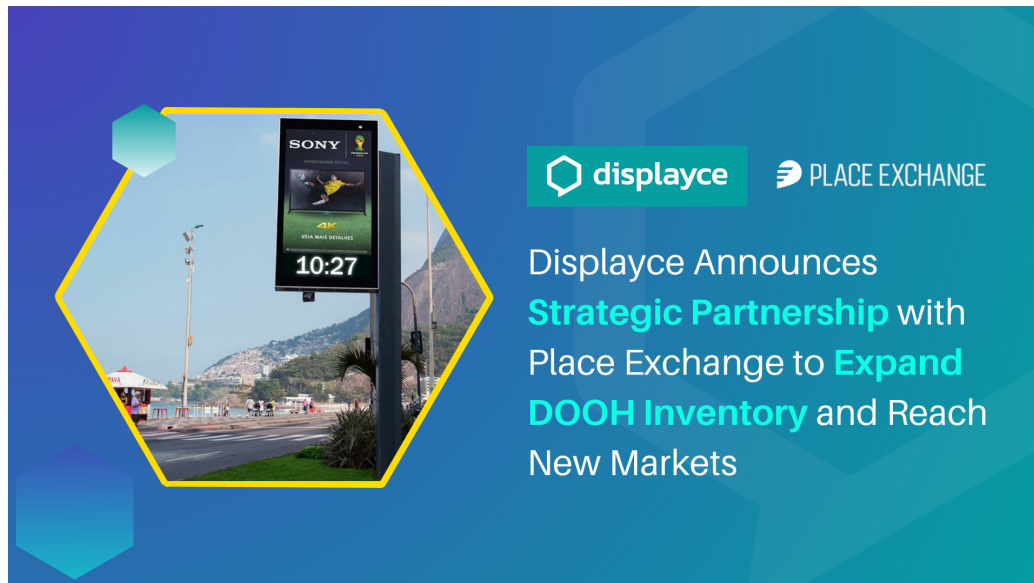 SONY
4K
VEJA MAIS DETALHES
10:27
displayce
PLACE EXCHANGE
Displayce Announces
Strategic Partnership with
Place Exchange to Expand
DOOH Inventory and Reach
New Markets